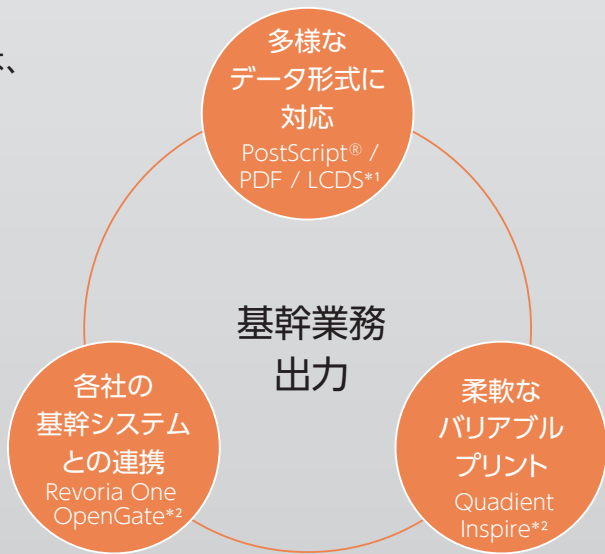 は、
多様な
データ形式に
対応
PostScript® /
PDF / LCDS*1
基幹業務
出力
各社の
基幹システム
との連携
Revoria One
OpenGate*2
柔軟な
バリアブル
プリント
Quadient
Inspire*2